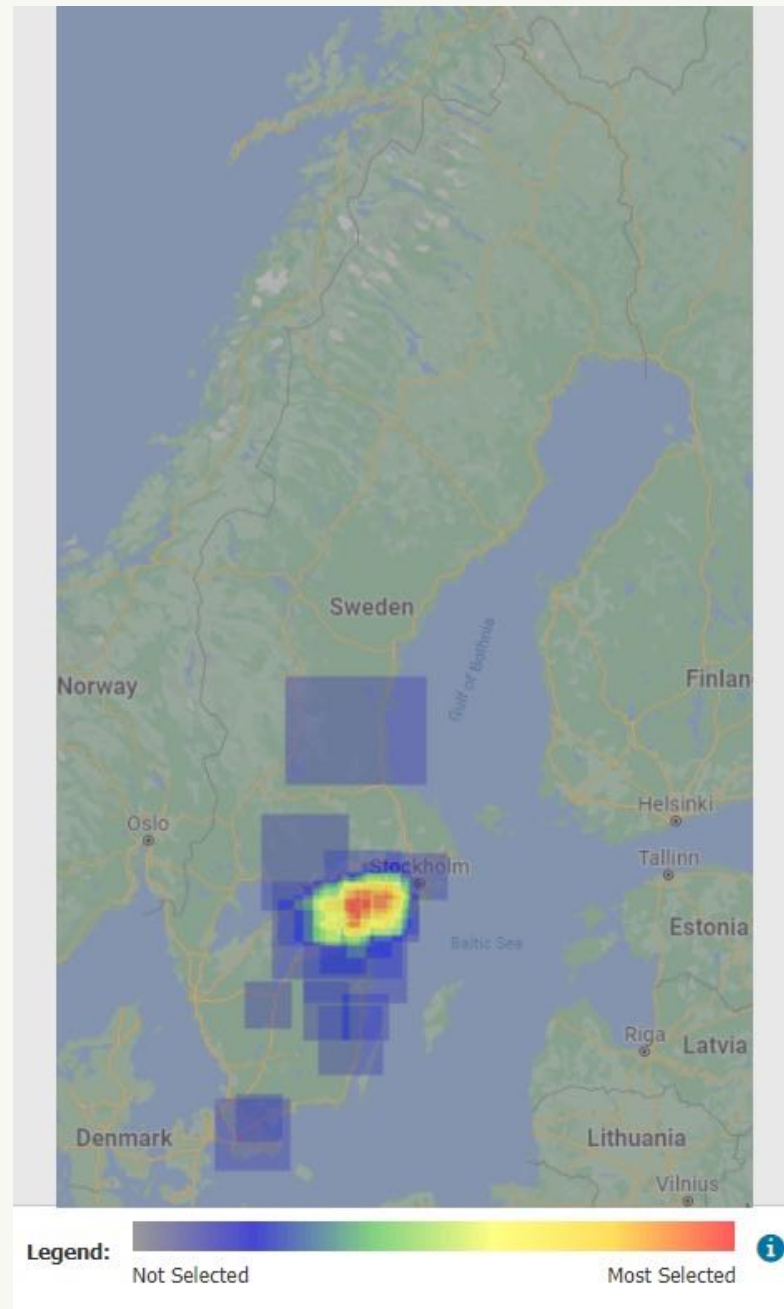 Sweden
Gulf of Bothnia
Norway
Finlan
Oslo
Helsinki
Stockholm
Tallinn
Estonia
Baltic Sea
Riga
Latvia
Denmark
Lithuania
Vilnius
Legend:
Not Selected
Most Selected
i